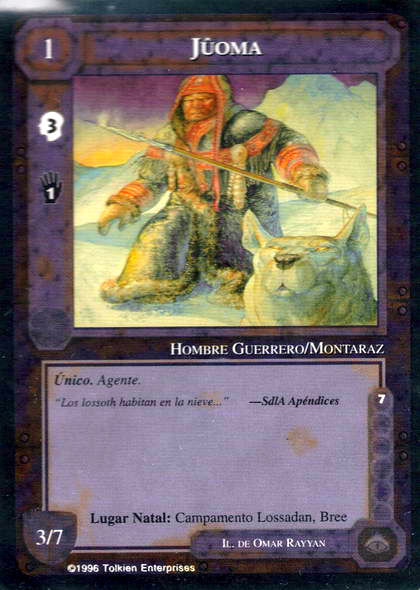 1
JÛOMA
3
1
HOMBRE GUERRERO/MONTARAZ
Único. Agente.
"Los lossoth habitan en la nieve..." —SdlA Apéndices
7
Lugar Natal: Campamento Lossadan, Bree
3/7
IL. DE OMAR RAYYAN
©1996 Tolkien Enterprises